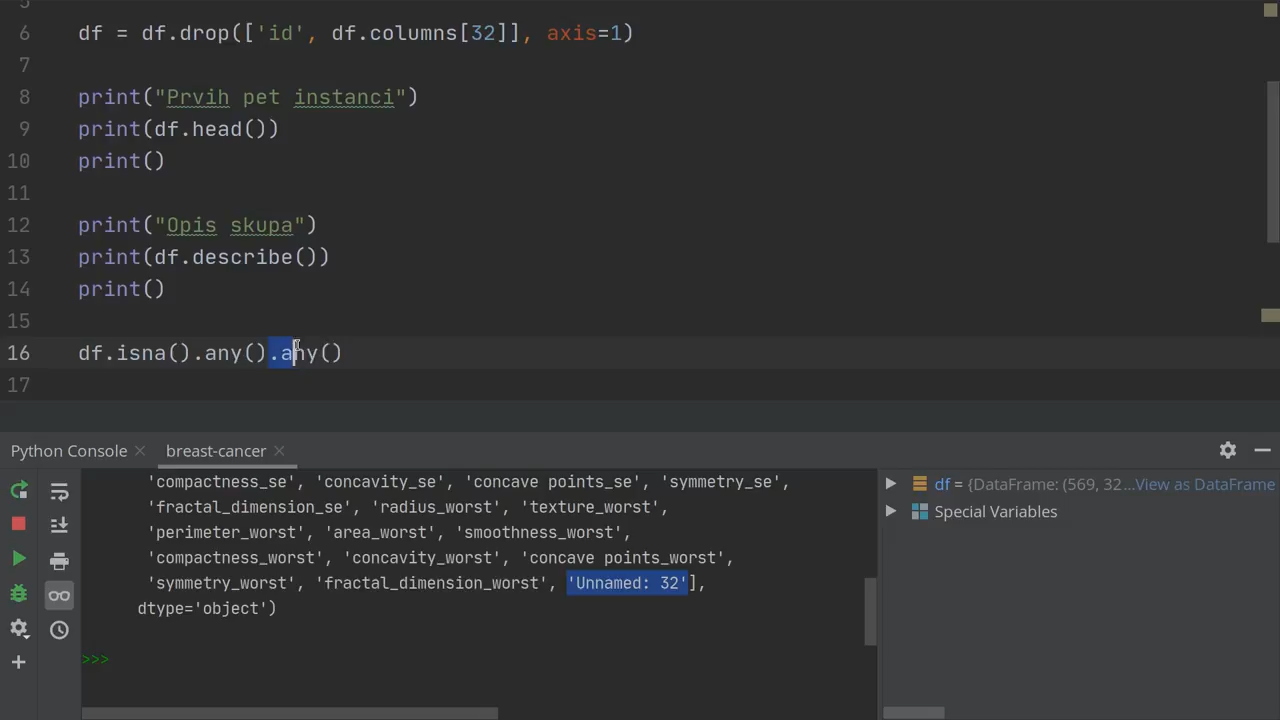 5
6 df = df.drop(['id', df.columns[32]], axis=1)
7
8 print("Prvih pet instanci")
9 print(df.head())
10 print()
11
12 print("Opis skupa")
13 print(df.describe())
14 print()
15
16 df.isna().any().any()
17
Python Console breast-cancer
'compactness_se', 'concavity_se', 'concave points_se', 'symmetry_se',
'fractal_dimension_se', 'radius_worst', 'texture_worst',
'perimeter_worst', 'area_worst', 'smoothness_worst',
'compactness_worst', 'concavity_worst', 'concave points_worst',
'symmetry_worst', 'fractal_dimension_worst', 'Unnamed: 32'],
dtype='object')
>>>
df = {DataFrame: (569, 32...View as DataFrame
Special Variables